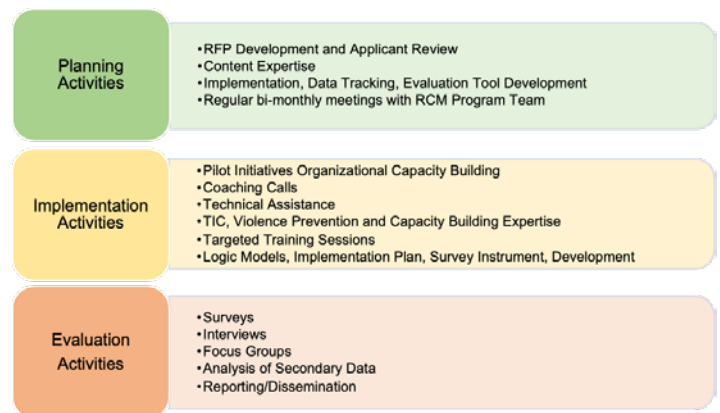 Planning
Activities
•RFP Development and Applicant Review
•Content Expertise
•Implementation, Data Tracking, Evaluation Tool Development
•Regular bi-monthly meetings with RCM Program Team
Implementation
Activities
•Pilot Initiatives Organizational Capacity Building
•Coaching Calls
•Technical Assistance
•TIC, Violence Prevention and Capacity Building Expertise
•Targeted Training Sessions
•Logic Models, Implementation Plan, Survey Instrument, Development
Evaluation
Activities
•Surveys
•Interviews
•Focus Groups
•Analysis of Secondary Data
•Reporting/Dissemination